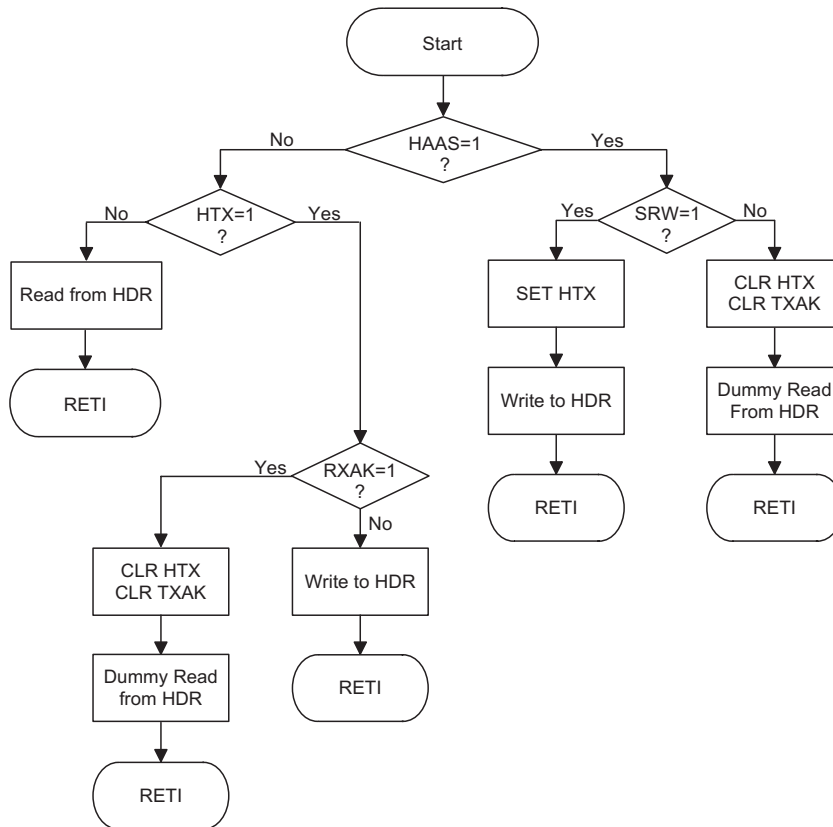 Start
No
HAAS=1
?
Yes
No
HTX=1
?
Yes
Yes
SRW=1
?
No
Read from HDR
SET HTX
CLR HTX
CLR TXAK
RETI
Write to HDR
Dummy Read
From HDR
Yes
RXAK=1
?
No
RETI
RETI
CLR HTX
CLR TXAK
Write to HDR
Dummy Read
from HDR
RETI
RETI